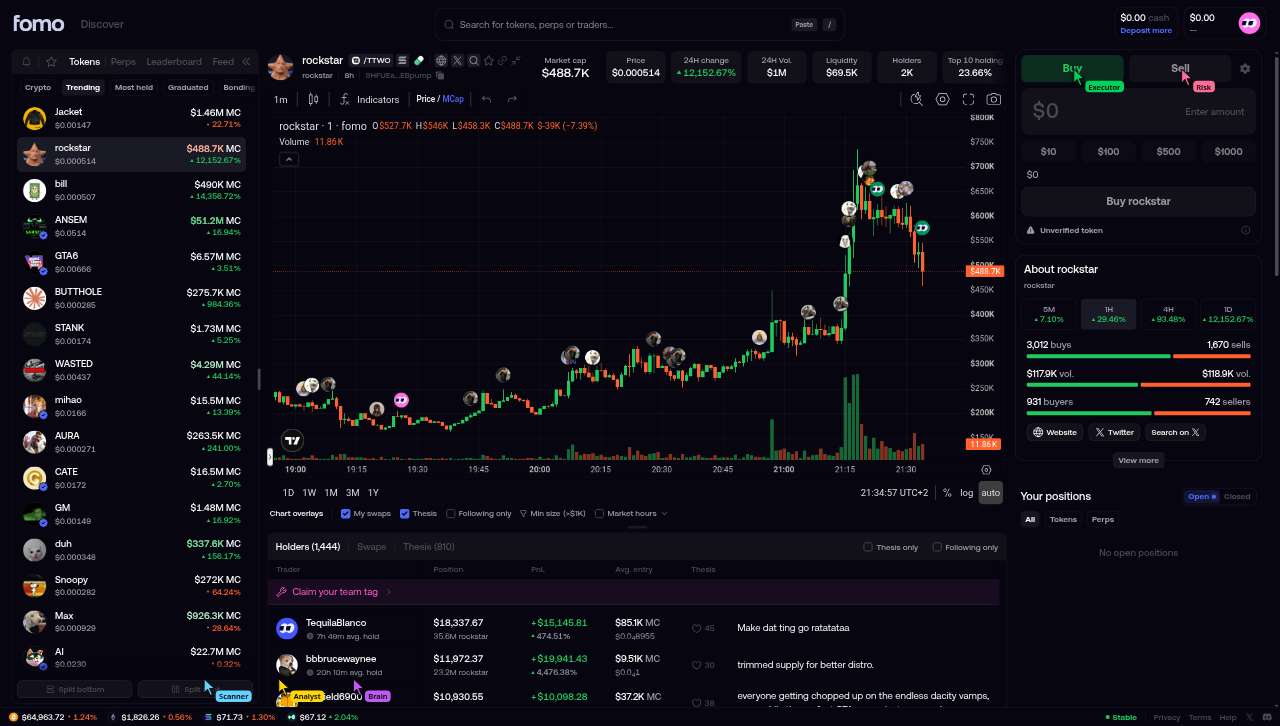 fomo
Discover
Search for tokens, perps or traders...
Paste
/
$0.00 cash
Deposit more
$0.00
—
Tokens Perps Leaderboard Feed
Crypto Trending Most held Graduated Bonding
Jacket $1.46M MC
$0.00147 22.71%
rockstar $488.7K MC
$0.000514 12,152.67%
bill $490K MC
$0.000507 14,356.72%
ANSEM $51.2M MC
$0.0514 16.94%
GTA6 $6.57M MC
$0.00666 3.51%
BUTTHOLE $275.7K MC
$0.000285 984.36%
STANK $1.73M MC
$0.00174 5.25%
WASTED $4.29M MC
$0.00437 44.14%
mihao $15.5M MC
$0.0166 13.39%
AURA $263.5K MC
$0.000271 241.00%
CATE $16.5M MC
$0.0172 2.70%
GM $1.48M MC
$0.00149 16.92%
duh $337.6K MC
$0.000348 156.17%
Snoopy $272K MC
$0.000282 64.24%
Max $926.3K MC
$0.000929 28.64%
AI $22.7M MC
$0.0230 0.32%
Split bottom
Split
Scanner
rockstar /TTWO
rockstar 8h
Market cap
$488.7K
Price
$0.000514
24H change
12,152.67%
24H Vol.
$1M
Liquidity
$69.5K
Holders
2K
Top 10 holding
23.66%
1m Indicators Price / MCap
rockstar · 1 · fomo O$527.7K H$546K L$458.3K C$488.7K $-39K (−7.39%)
Volume 11.86K
$800K
$750K
$700K
$650K
$600K
$550K
$500K
$488.7K
$450K
$400K
$350K
$300K
$250K
$200K
$150K
11.86K
19:00 19:15 19:30 19:45 20:00 20:15 20:30 20:45 21:00 21:15 21:30
1D 1W 1M 3M 1Y
21:34:57 UTC+2 % log auto
Chart overlays My swaps Thesis Following only Min size (>$1K) Market hours
Holders (1,444) Swaps Thesis (810)
Thesis only Following only
Trader Position PnL Avg. entry Thesis
Claim your team tag
TequilaBlanco $18,337.67 +$15,145.81 $85.1K MC 45 Make dat ting go ratatataa
7h 49m avg. hold 35.6M rockstar 474.51% $0.0₄8955
bbbrucewaynee $11,972.37 +$19,941.43 $9.51K MC 30 trimmed supply for better distro.
20h 10m avg. hold 23.2M rockstar 4,476.38% $0.0₄1
$10,930.55 +$10,098.28 $37.2K MC 38 everyone getting chopped up on the endless dacity vamps,
Analyst
Brain
Buy
Sell
Executor
Risk
$0 Enter amount
$10 $100 $500 $1000
$0
Buy rockstar
Unverified token
About rockstar
rockstar
5M 1H 4H 1D
7.10% 29.46% 93.48% 12,152.67%
3,012 buys 1,670 sells
$117.9K vol. $118.9K vol.
931 buyers 742 sellers
Website Twitter Search on X
View more
Your positions
Open Closed
All Tokens Perps
No open positions
$64,963.72 1.24% $1,826.26 0.56% $71.73 1.30% $67.12 2.04%
Stable Privacy Terms Help